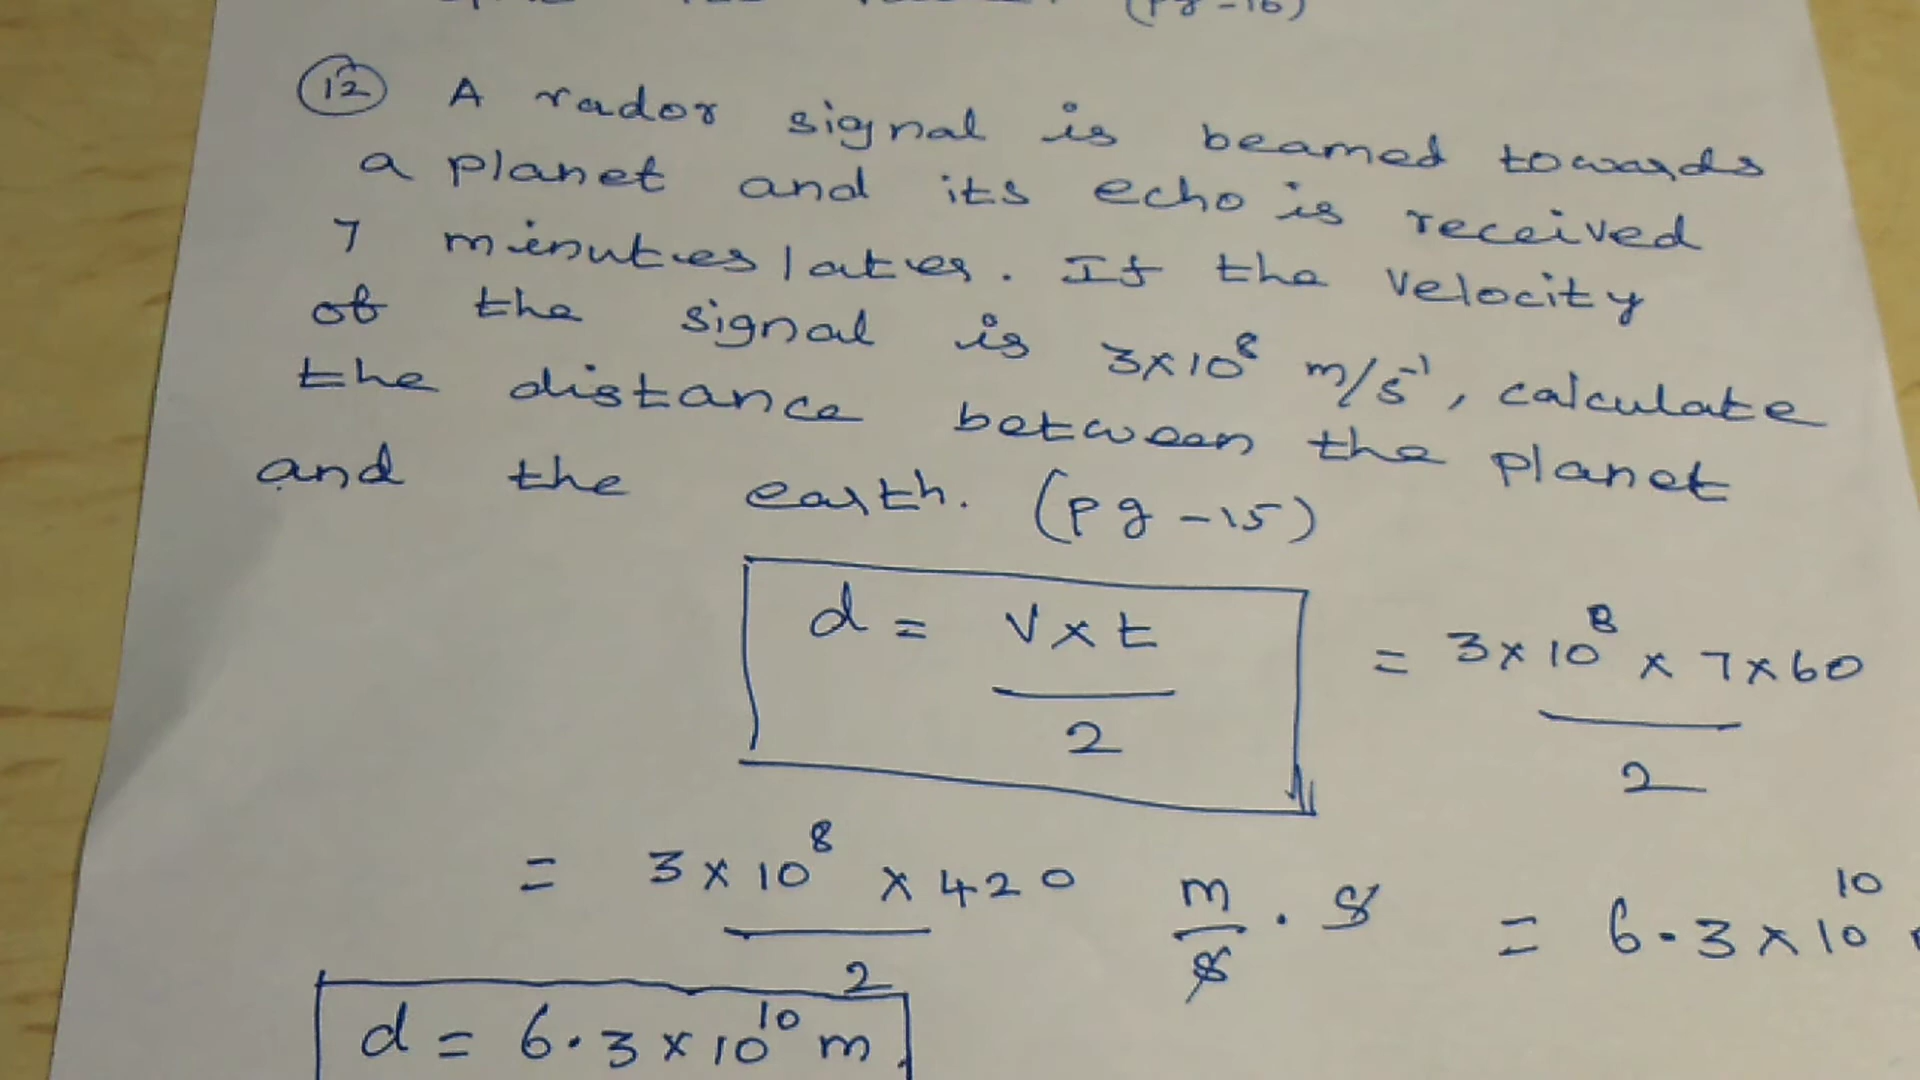 (pg-16)
(12) A rador signal is beamed towards
a planet and its echo is received
7 minutes later. If the velocity
of the signal is 3×10⁸ m/s⁻¹, calculate
the distance between the planet
and the earth. (pg-15)
d = V×t / 2 = 3×10⁸ × 7×60 / 2
= 3×10⁸ × 420 / 2 m/s · s = 6.3×10¹⁰
d = 6.3×10¹⁰ m.